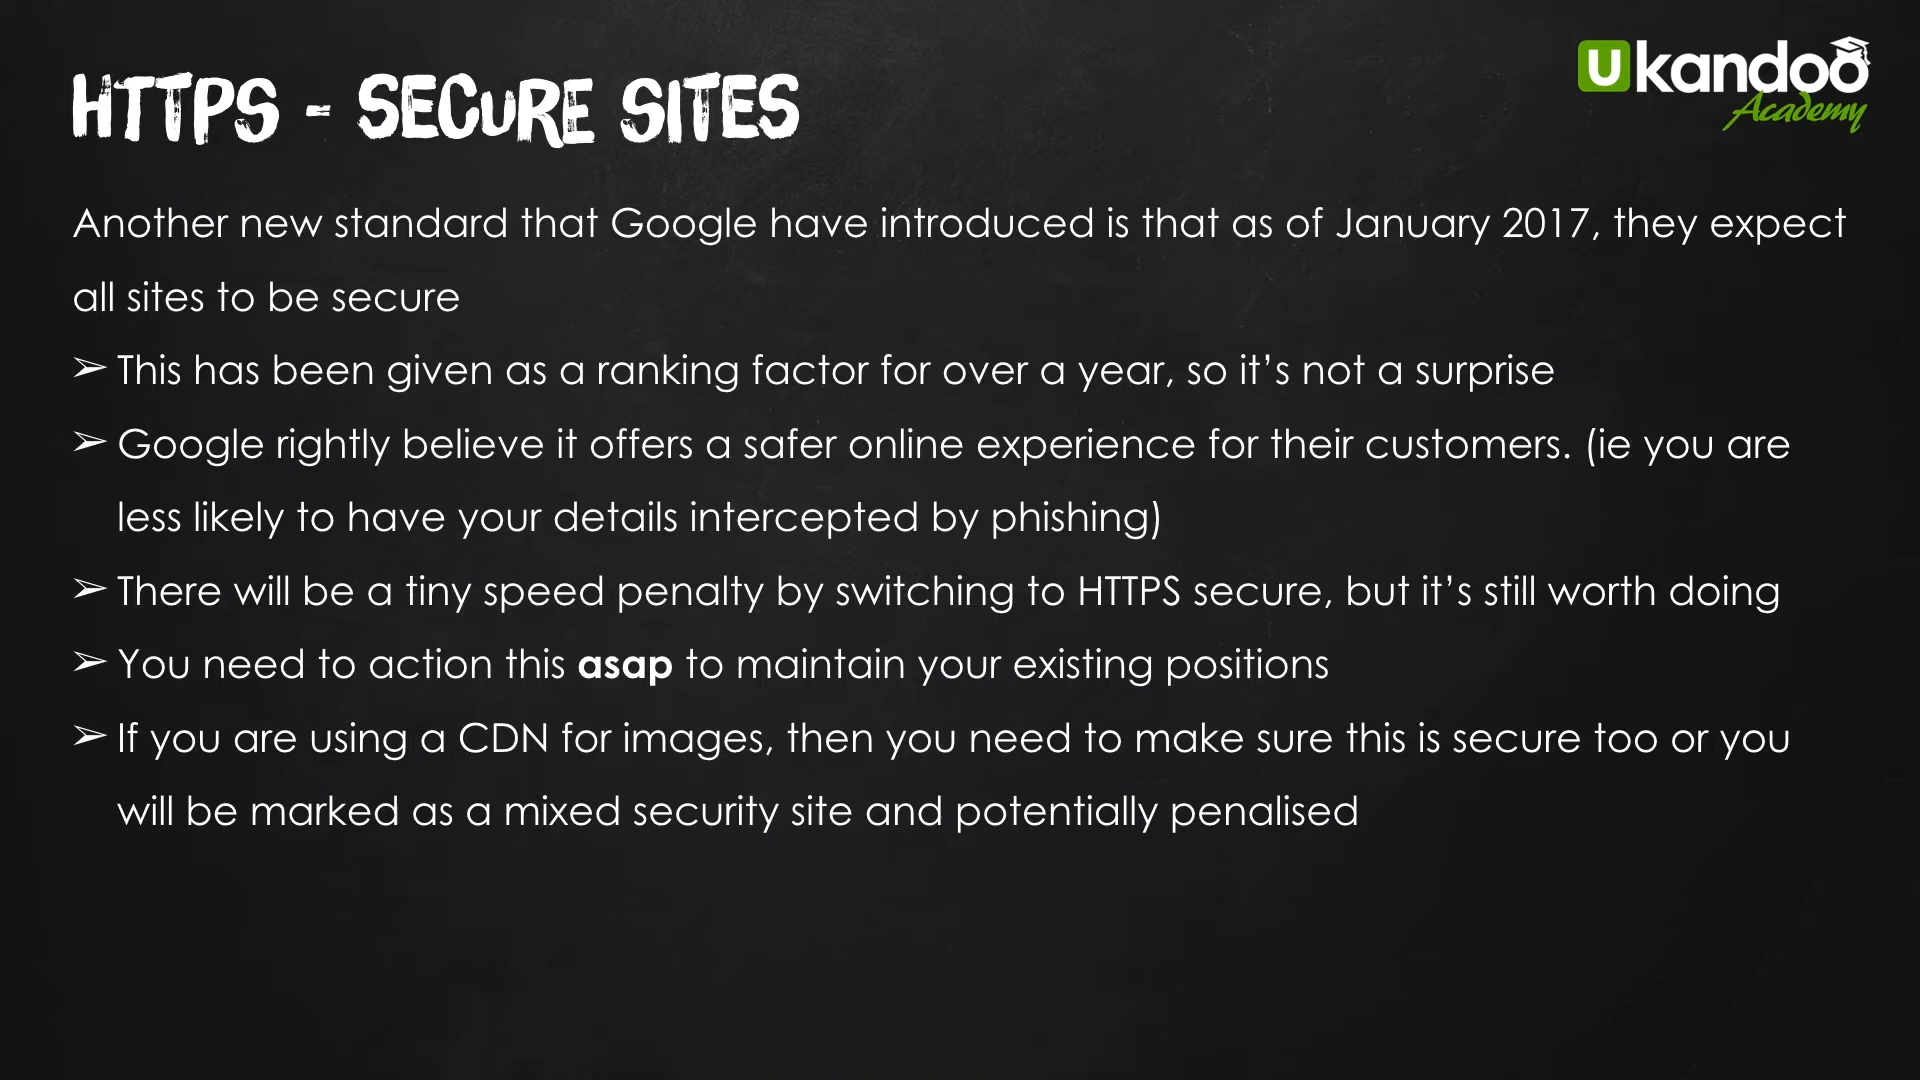 HTTPS - SECURE SITES
Ukandoo
Academy
Another new standard that Google have introduced is that as of January 2017, they expect
all sites to be secure
➢ This has been given as a ranking factor for over a year, so it’s not a surprise
➢ Google rightly believe it offers a safer online experience for their customers. (ie you are
less likely to have your details intercepted by phishing)
➢ There will be a tiny speed penalty by switching to HTTPS secure, but it’s still worth doing
➢ You need to action this asap to maintain your existing positions
➢ If you are using a CDN for images, then you need to make sure this is secure too or you
will be marked as a mixed security site and potentially penalised